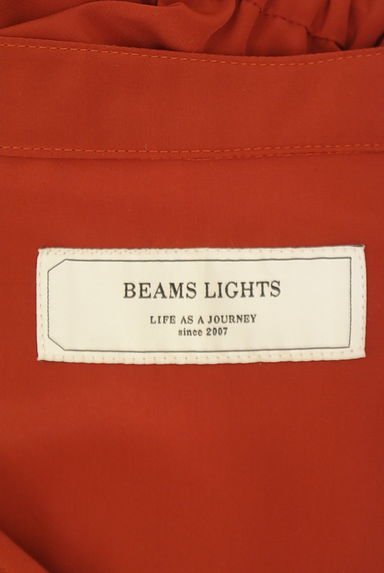 BEAMS LIGHTS
LIFE AS A JOURNEY
since 2007